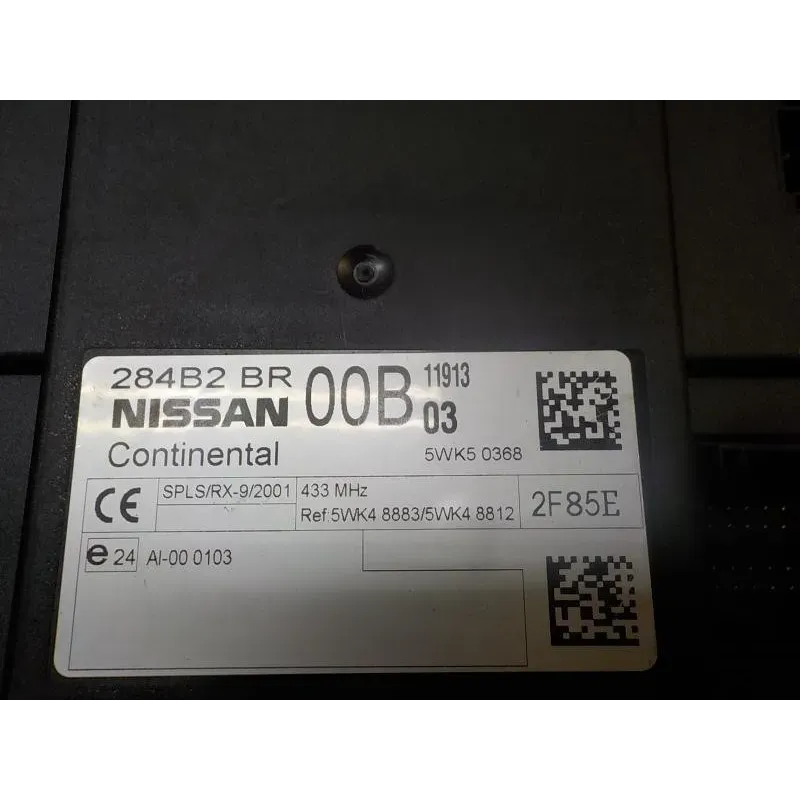 284B2 BR 00B 11913
NISSAN 03
Continental 5WK5 0368
CE SPLS/RX-9/2001 433 MHz
Ref:5WK4 8883/5WK4 8812 2F85E
e 24 AI-00 0103